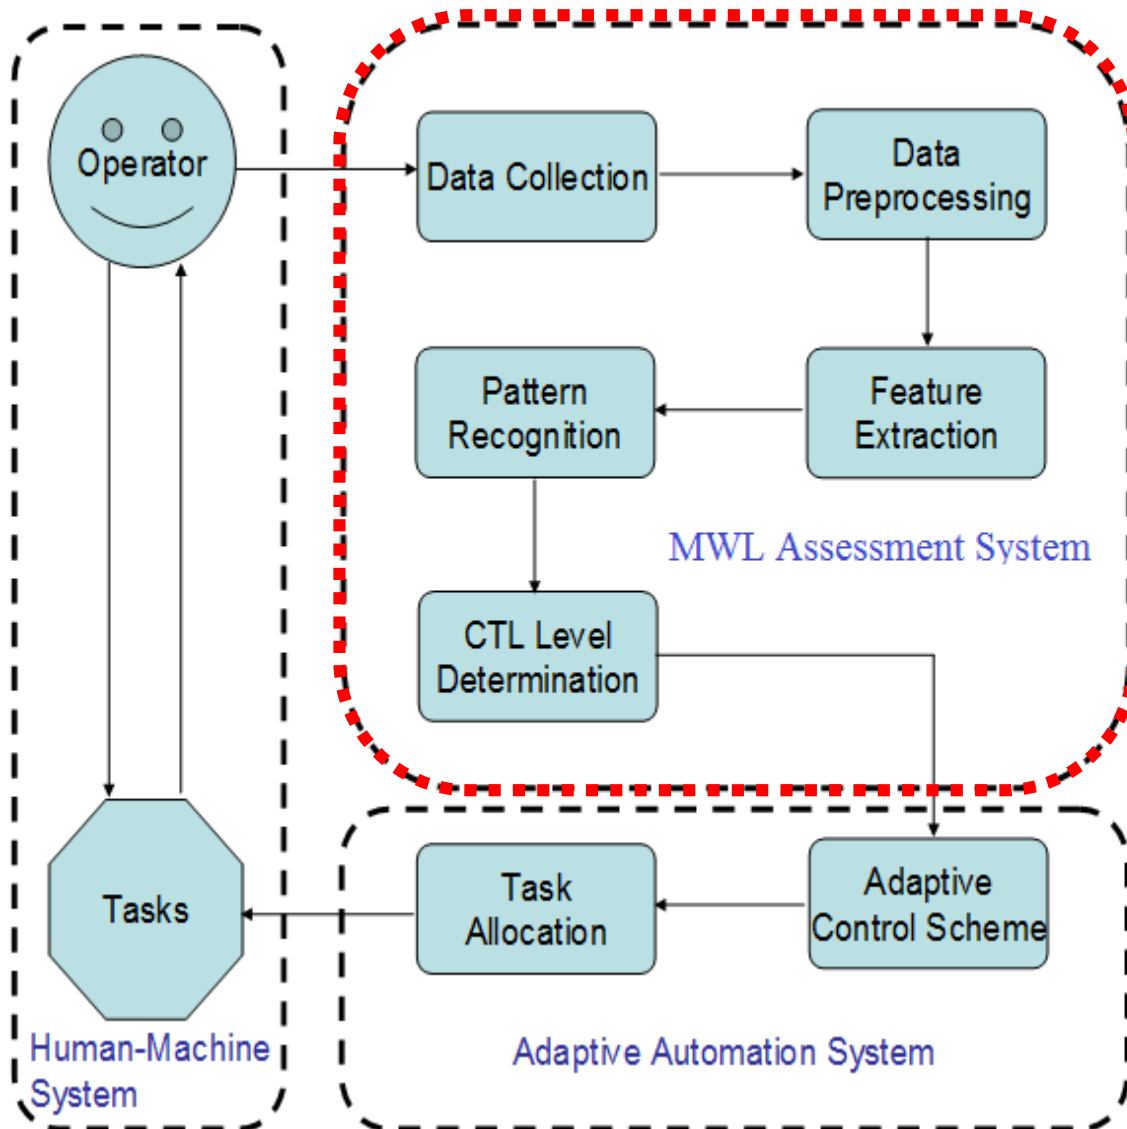 Operator
Data Collection
Data
Preprocessing
Pattern
Recognition
Feature
Extraction
MWL Assessment System
CTL Level
Determination
Tasks
Task
Allocation
Adaptive
Control Scheme
Human-Machine
System
Adaptive Automation System